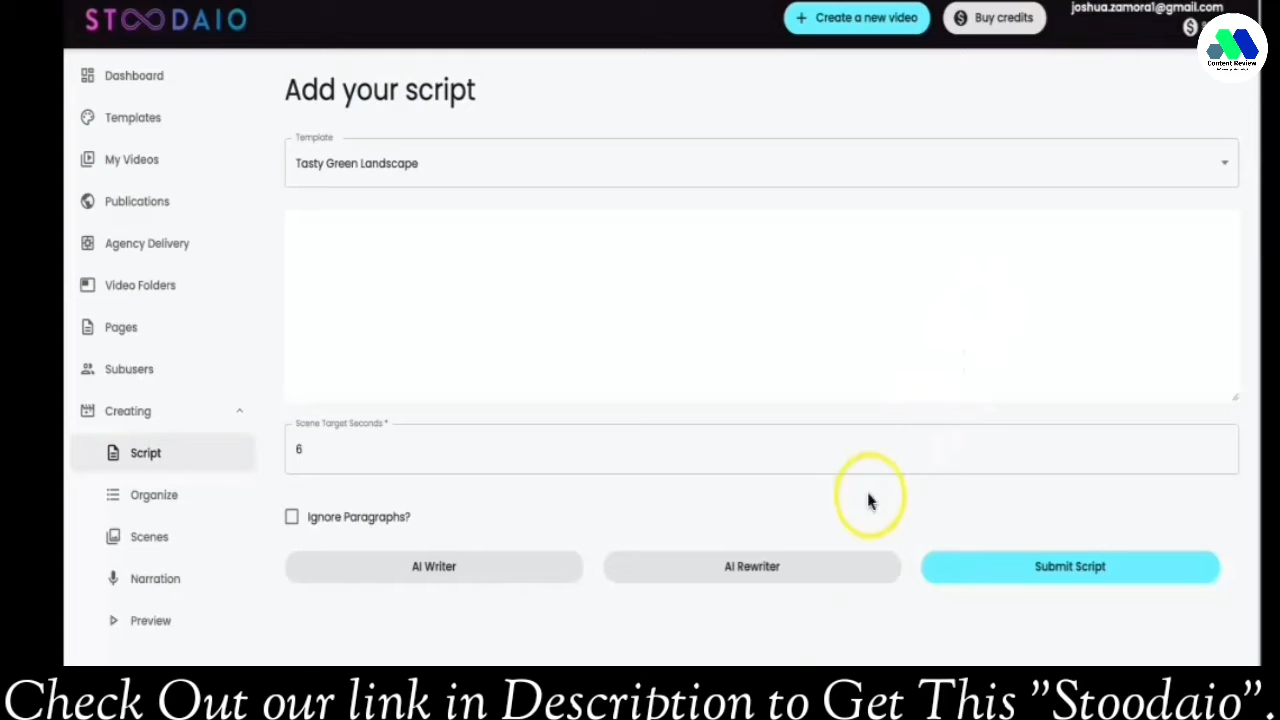 STOODAIO
+ Create a new video
Buy credits
joshua.zamora1@gmail.com
Content Review
Dashboard
Templates
My Videos
Publications
Agency Delivery
Video Folders
Pages
Subusers
Creating
Script
Organize
Scenes
Narration
Preview
Add your script
Template
Tasty Green Landscape
Scene Target Seconds *
6
Ignore Paragraphs?
AI Writer
AI Rewriter
Submit Script
Check Out our link in Description to Get This "Stoodaio".